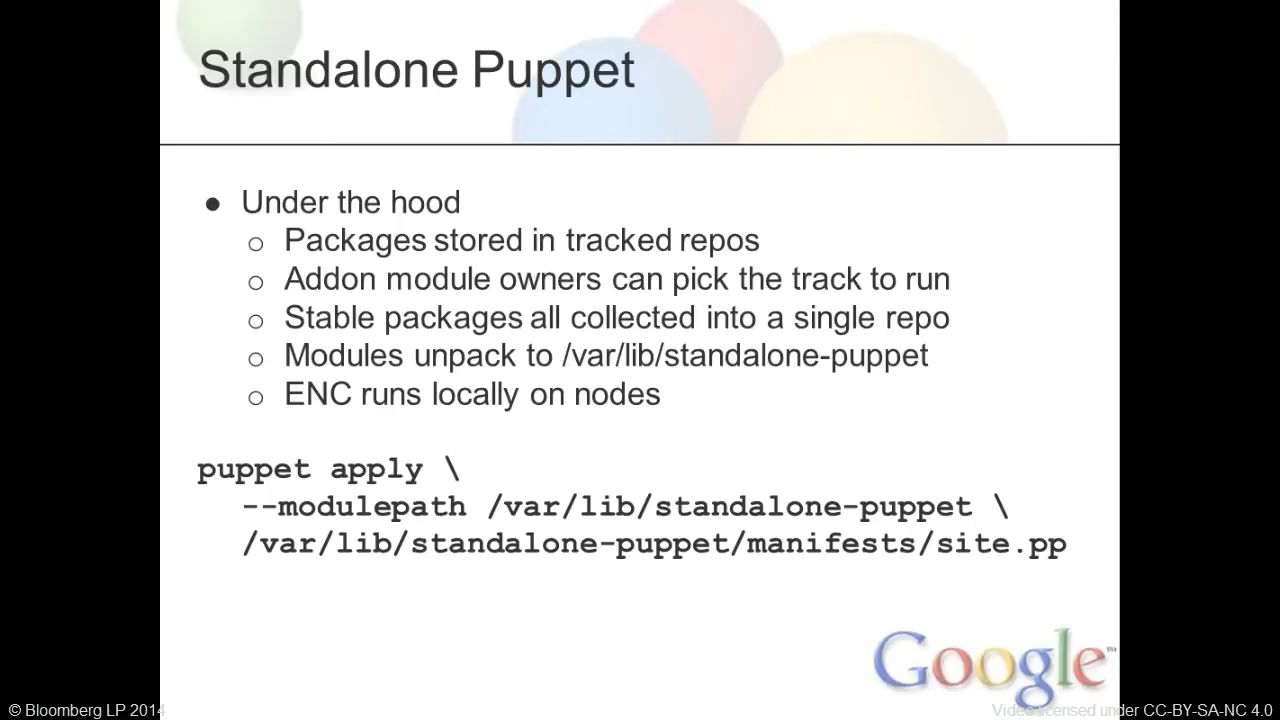 Standalone Puppet
● Under the hood
○ Packages stored in tracked repos
○ Addon module owners can pick the track to run
○ Stable packages all collected into a single repo
○ Modules unpack to /var/lib/standalone-puppet
○ ENC runs locally on nodes
puppet apply \
--modulepath /var/lib/standalone-puppet \
/var/lib/standalone-puppet/manifests/site.pp
Google™
© Bloomberg LP 2014
Video licensed under CC-BY-SA-NC 4.0